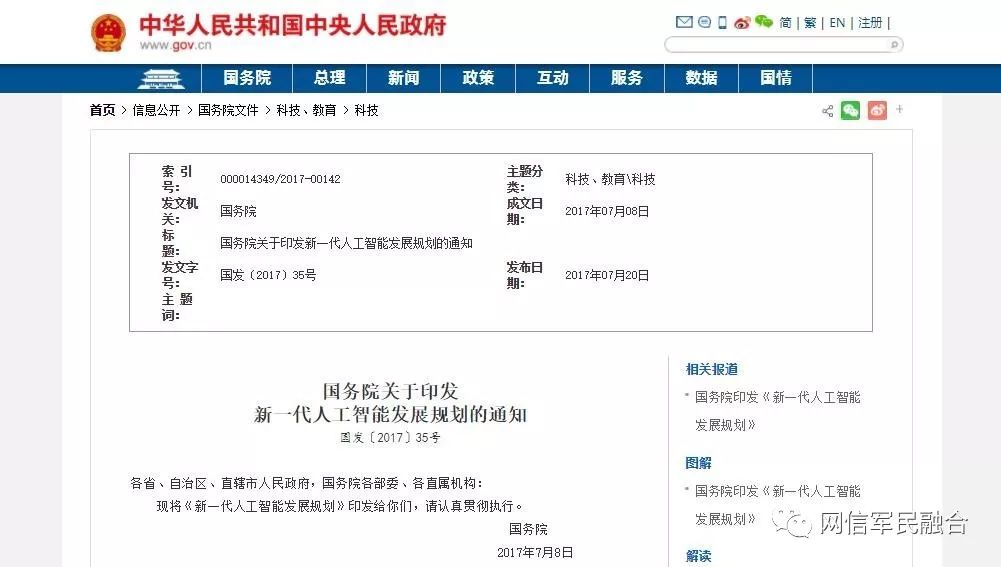 中华人民共和国中央人民政府
www.gov.cn
简 | 繁 | EN | 注册 |
国务院 总理 新闻 政策 互动 服务 数据 国情
首页 > 信息公开 > 国务院文件 > 科技、教育 > 科技
索 引号： 000014349/2017-00142 主题分类： 科技、教育\科技
发文机关： 国务院 成文日期： 2017年07月08日
标 题： 国务院关于印发新一代人工智能发展规划的通知
发文字号： 国发〔2017〕35号 发布日期： 2017年07月20日
主 题词：
国务院关于印发
新一代人工智能发展规划的通知
国发〔2017〕35号
各省、自治区、直辖市人民政府，国务院各部委、各直属机构：
现将《新一代人工智能发展规划》印发给你们，请认真贯彻执行。
国务院
2017年7月8日
相关报道
国务院印发《新一代人工智能
发展规划》
图解
国务院印发《新一代人工智能
发展规划》
解读
网信军民融合